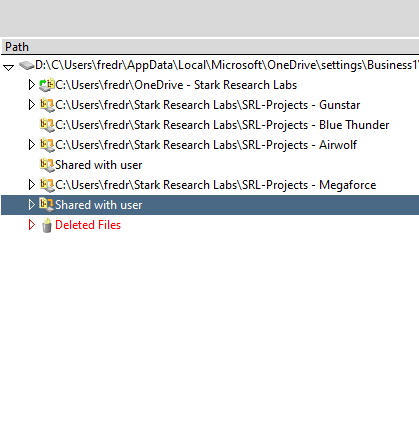 Path
D:\C\Users\fredr\AppData\Local\Microsoft\OneDrive\settings\Business1\
C:\Users\fredr\OneDrive - Stark Research Labs
C:\Users\fredr\Stark Research Labs\SRL-Projects - Gunstar
C:\Users\fredr\Stark Research Labs\SRL-Projects - Blue Thunder
C:\Users\fredr\Stark Research Labs\SRL-Projects - Airwolf
Shared with user
C:\Users\fredr\Stark Research Labs\SRL-Projects - Megaforce
Shared with user
Deleted Files